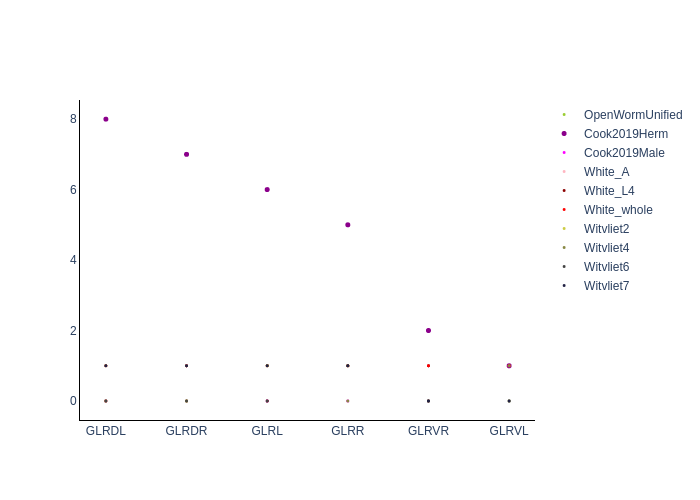 8
6
4
2
0
GLRDL GLRDR GLRL GLRR GLRVR GLRVL
OpenWormUnified
Cook2019Herm
Cook2019Male
White_A
White_L4
White_whole
Witvliet2
Witvliet4
Witvliet6
Witvliet7